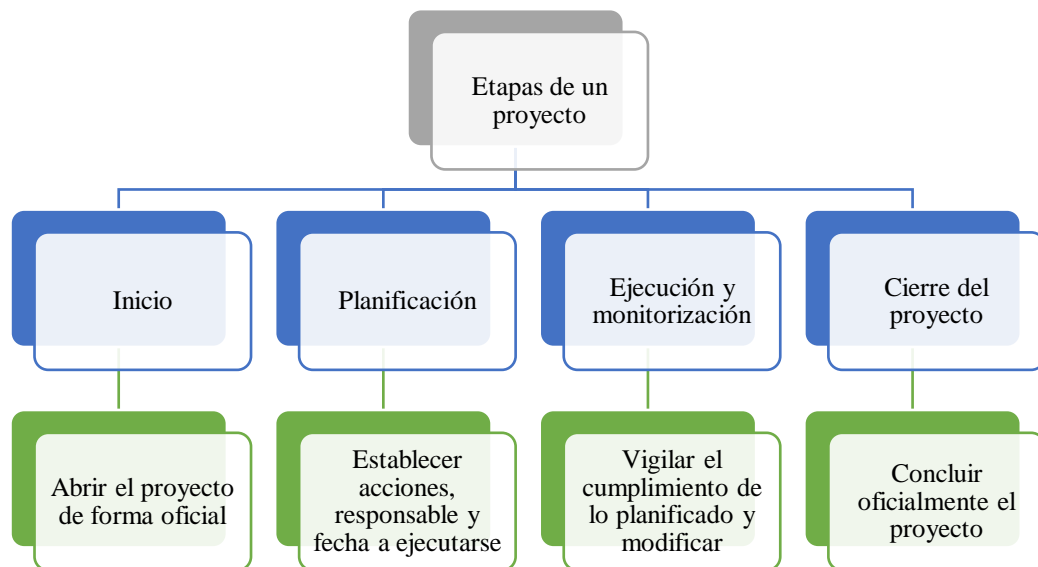 Etapas de un
proyecto
Inicio
Planificación
Ejecución y
monitorización
Cierre del
proyecto
Abrir el proyecto
de forma oficial
Establecer
acciones,
responsable y
fecha a ejecutarse
Vigilar el
cumplimiento de
lo planificado y
modificar
Concluir
oficialmente el
proyecto